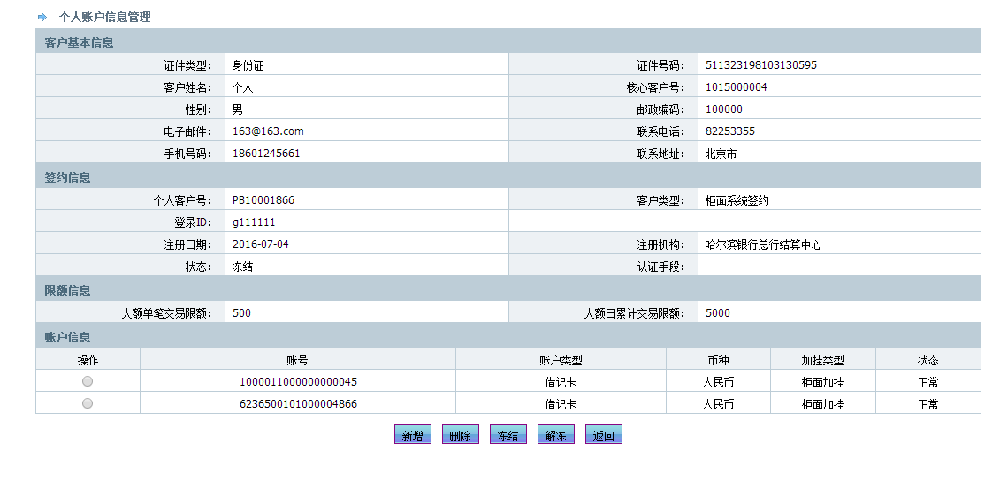 个人账户信息管理
客户基本信息
证件类型： 身份证 证件号码： 511323198103130595
客户姓名： 个人 核心客户号： 1015000004
性别： 男 邮政编码： 100000
电子邮件： 163@163.com 联系电话： 82253355
手机号码： 18601245661 联系地址： 北京市
签约信息
个人客户号： PB10001866 客户类型： 柜面系统签约
登录ID： g111111
注册日期： 2016-07-04 注册机构： 哈尔滨银行总行结算中心
状态： 冻结 认证手段：
限额信息
大额单笔交易限额： 500 大额日累计交易限额： 5000
账户信息
操作 账号 账户类型 币种 加挂类型 状态
1000011000000000045 借记卡 人民币 柜面加挂 正常
6236500101000004866 借记卡 人民币 柜面加挂 正常
新增 删除 冻结 解冻 返回